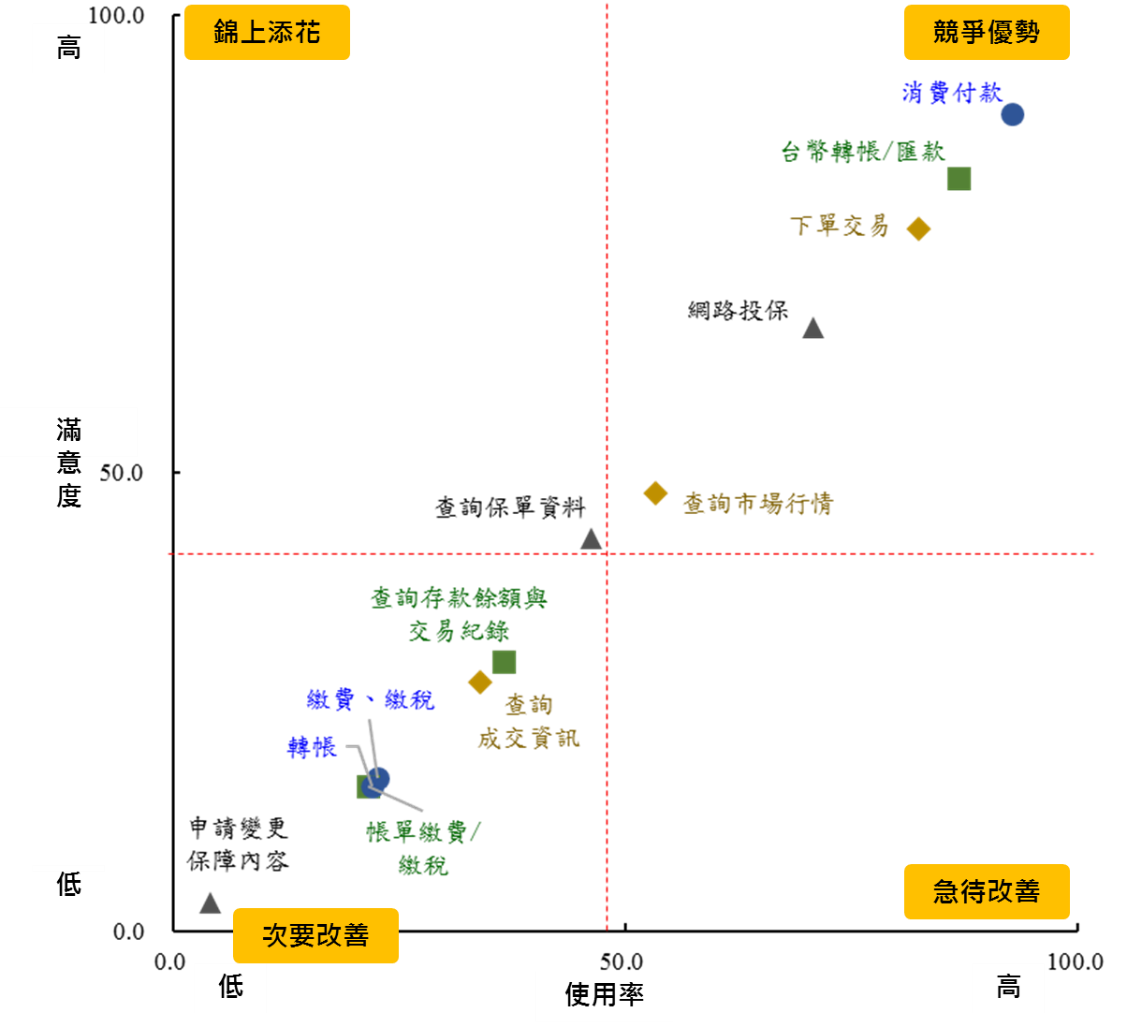 100.0
高
錦上添花
競爭優勢
消費付款
台幣轉帳/匯款
下單交易
網路投保
滿
意
度
50.0
查詢保單資料
查詢市場行情
查詢存款餘額與
交易紀錄
繳費、繳稅
查詢
成交資訊
轉帳
申請變更
保障內容
帳單繳費/
繳稅
低
急待改善
0.0
次要改善
0.0
50.0
100.0
低
使用率
高